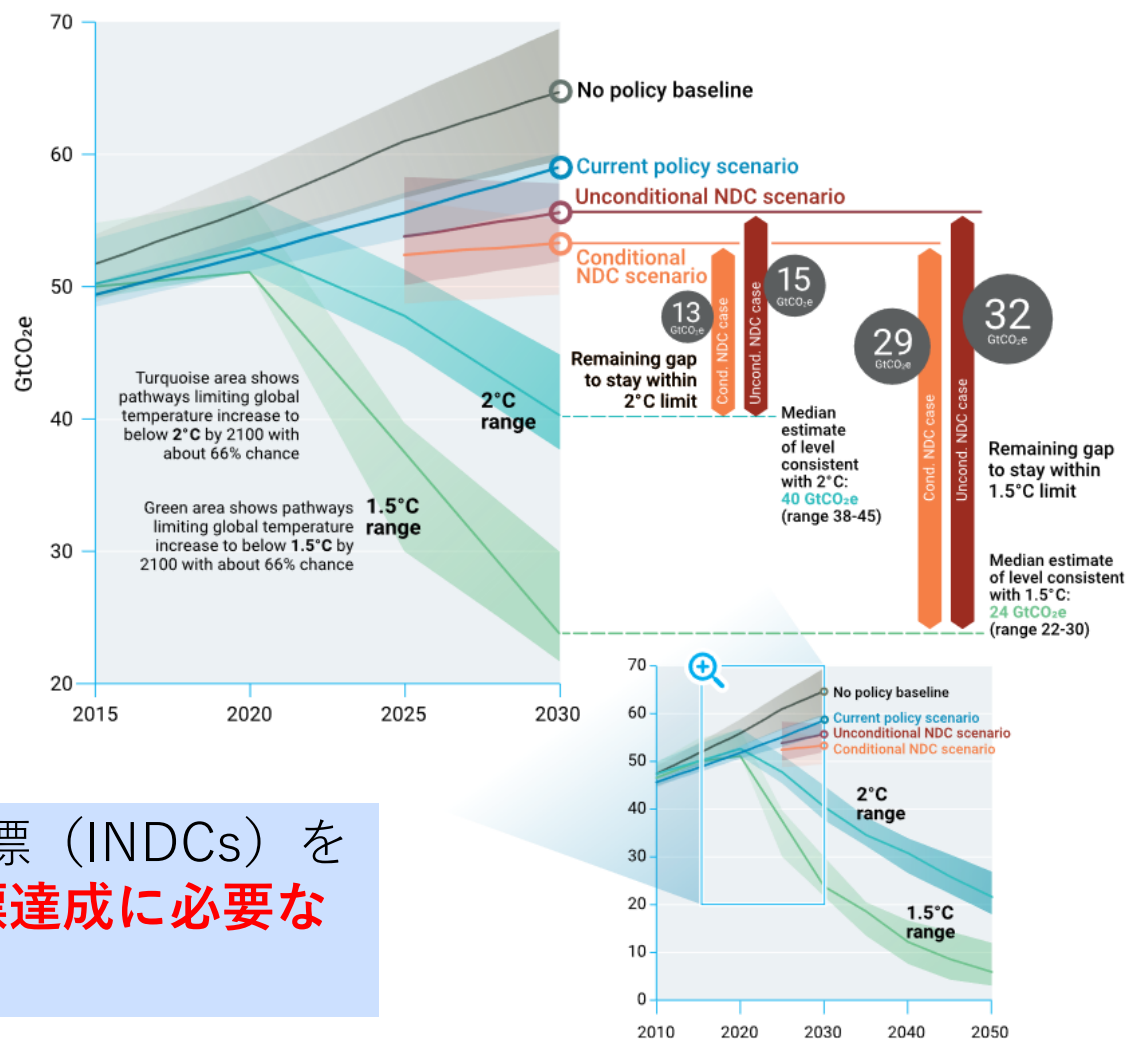 70
60
50
40
30
20
GtCO₂e
2015
2020
2025
2030
No policy baseline
Current policy scenario
Unconditional NDC scenario
Conditional
NDC scenario
Turquoise area shows
pathways limiting global
temperature increase to
below 2°C by 2100 with
about 66% chance
Green area shows pathways
limiting global temperature
increase to below 1.5°C by
2100 with about 66% chance
2°C
range
1.5°C
range
13
GtCO₂e
15
GtCO₂e
Cond. NDC case
Uncond. NDC case
Remaining gap
to stay within
2°C limit
Median
estimate
of level
consistent
with 2°C:
40 GtCO₂e
(range 38-45)
29
GtCO₂e
32
GtCO₂e
Cond. NDC case
Uncond. NDC case
Remaining gap
to stay within
1.5°C limit
Median estimate
of level consistent
with 1.5°C:
24 GtCO₂e
(range 22-30)
70
60
50
40
30
20
10
0
2010
2020
2030
2040
2050
No policy baseline
Current policy scenario
Unconditional NDC scenario
Conditional NDC scenario
2°C
range
1.5°C
range
票（INDCs）を
達成に必要な